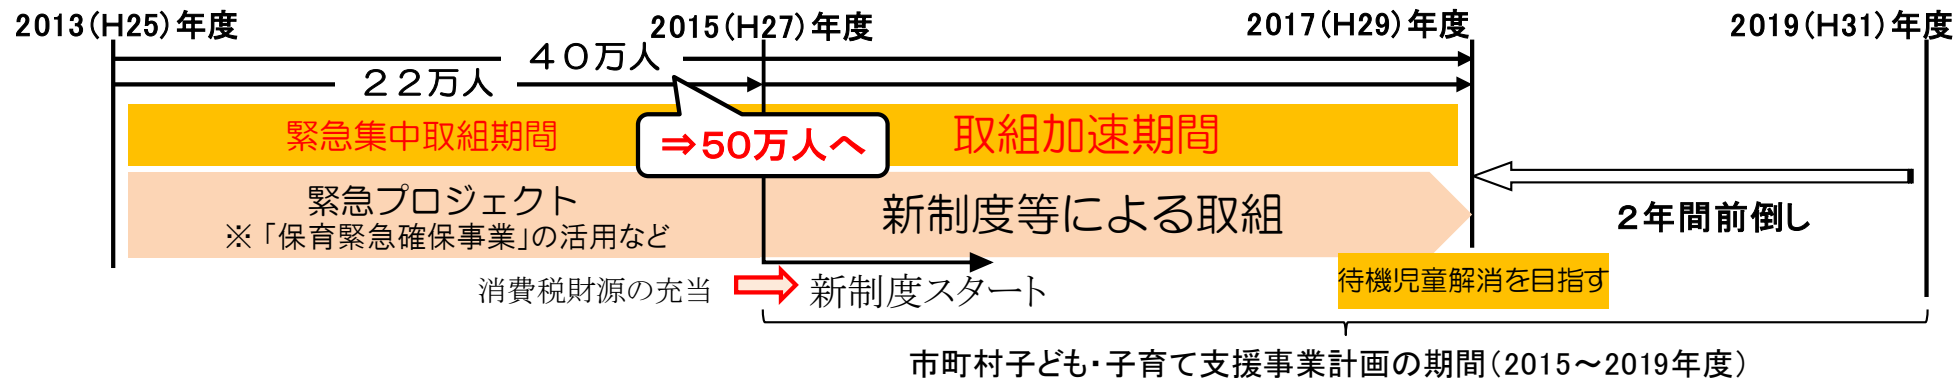 2013(H25)年度
2015(H27)年度
2017(H29)年度
2019(H31)年度
４０万人
２２万人
⇒50万人へ
緊急集中取組期間
取組加速期間
緊急プロジェクト
※「保育緊急確保事業」の活用など
新制度等による取組
２年間前倒し
消費税財源の充当
新制度スタート
待機児童解消を目指す
市町村子ども・子育て支援事業計画の期間(2015～2019年度)